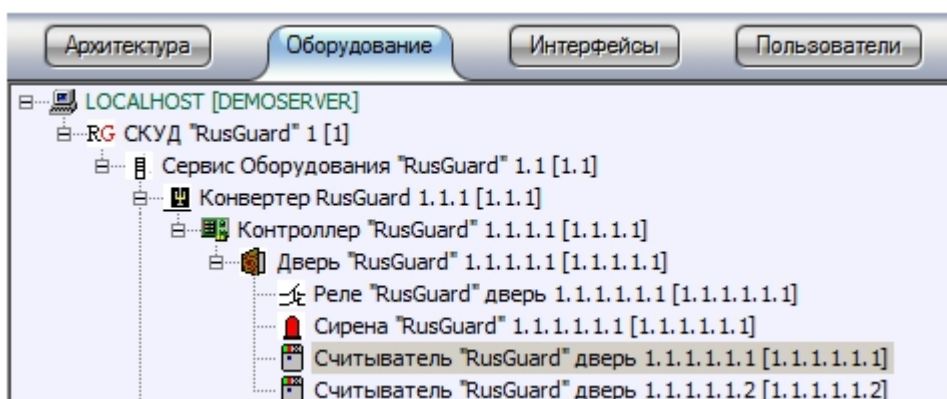 Архитектура Оборудование Интерфейсы Пользователи
LOCALHOST [DEMOSERVER]
RG СКУД "RusGuard" 1 [1]
Сервис Оборудования "RusGuard" 1.1 [1.1]
Конвертер RusGuard 1.1.1 [1.1.1]
Контроллер "RusGuard" 1.1.1.1 [1.1.1.1]
Дверь "RusGuard" 1.1.1.1.1 [1.1.1.1.1]
Реле "RusGuard" дверь 1.1.1.1.1.1 [1.1.1.1.1.1]
Сирена "RusGuard" 1.1.1.1.1.1 [1.1.1.1.1.1]
Считыватель "RusGuard" дверь 1.1.1.1.1.1 [1.1.1.1.1.1]
Считыватель "RusGuard" дверь 1.1.1.1.1.2 [1.1.1.1.1.2]